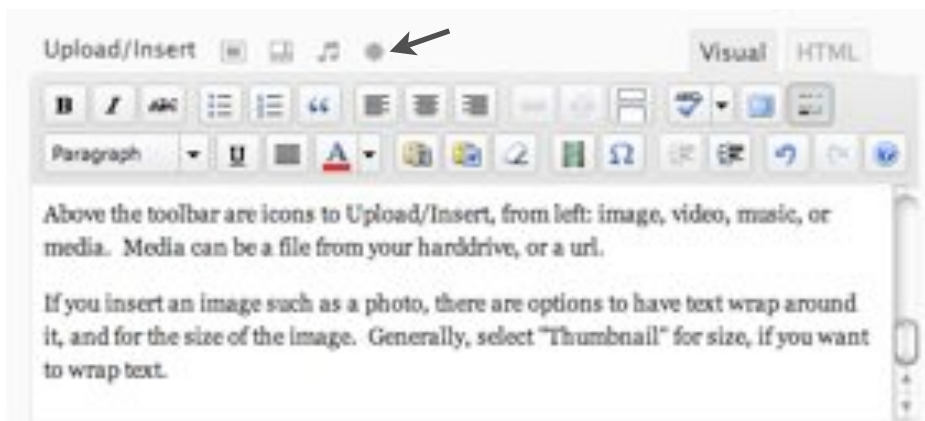 Upload/Insert Visual HTML
B I ABC ABC
Paragraph U A Ω
Above the toolbar are icons to Upload/Insert, from left: image, video, music, or
media. Media can be a file from your harddrive, or a url.
If you insert an image such as a photo, there are options to have text wrap around
it, and for the size of the image. Generally, select "Thumbnail" for size, if you want
to wrap text.